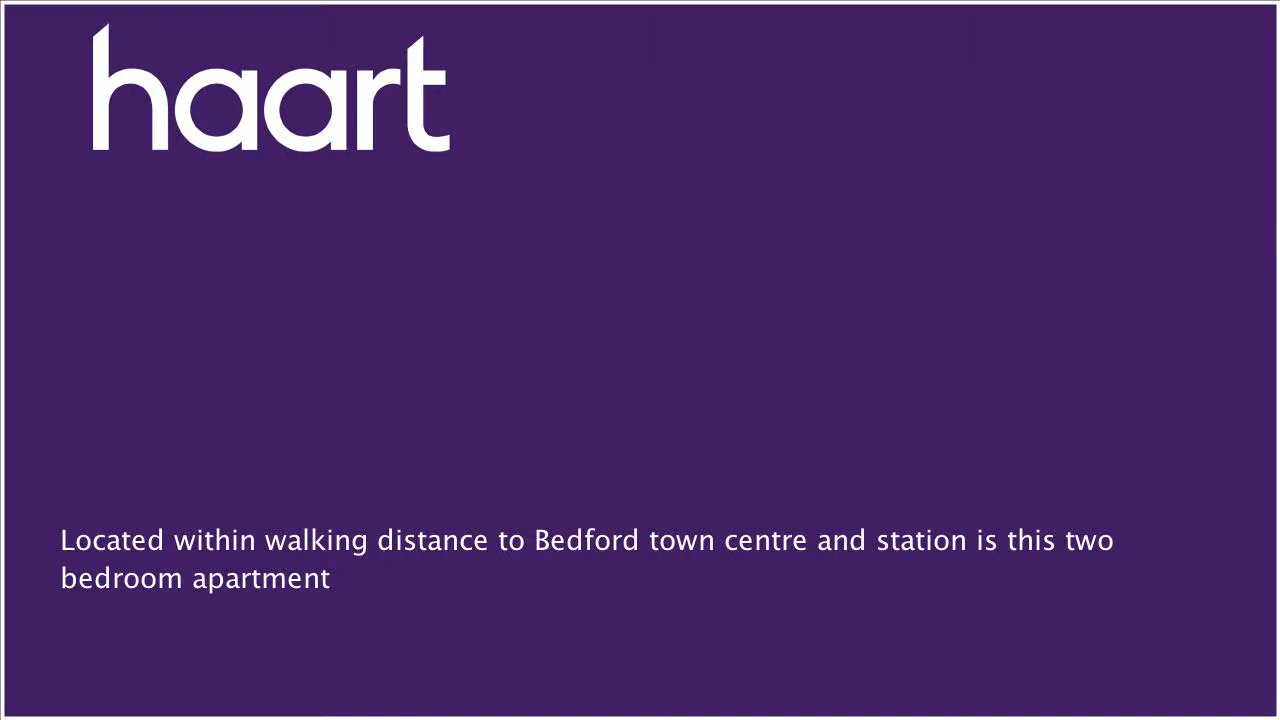 haart
Located within walking distance to Bedford town centre and station is this two
bedroom apartment